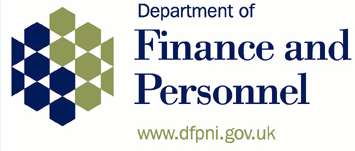 Department of
Finance and
Personnel
www.dfpni.gov.uk